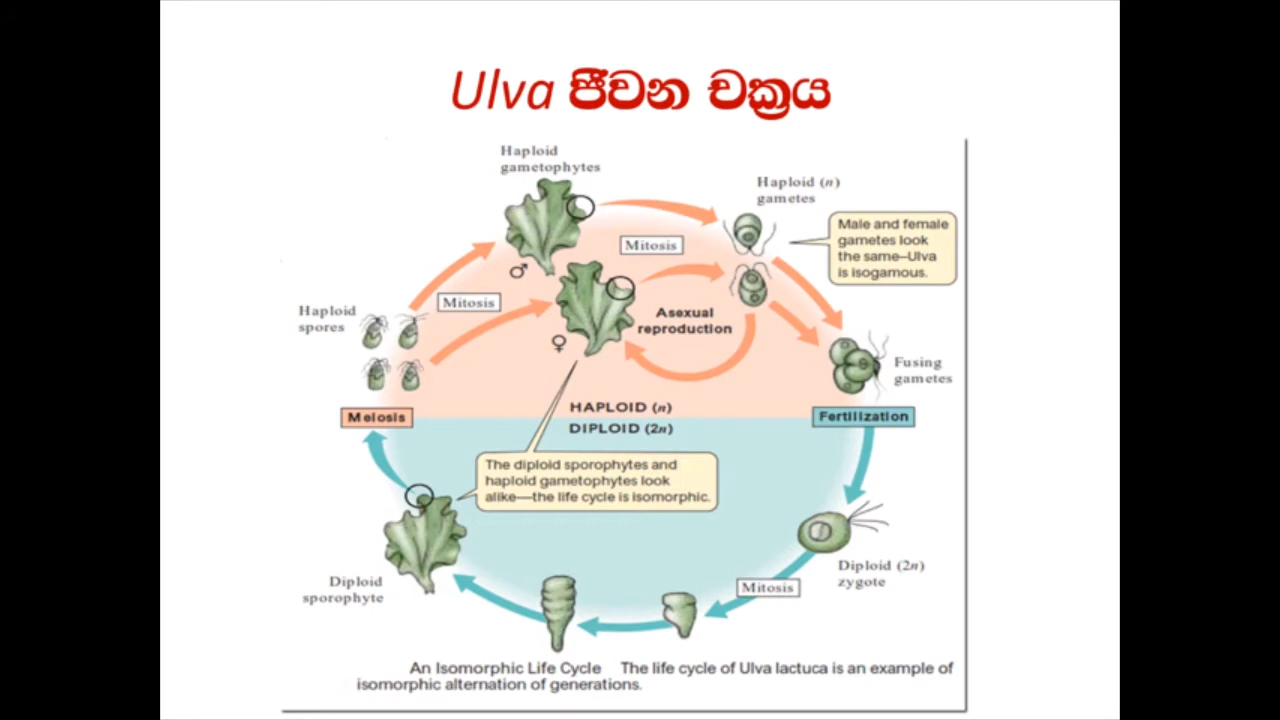 Ulva ජීවන චක්‍රය
Haploid
gametophytes
Haploid (n)
gametes
Male and female
gametes look
the same–Ulva
is isogamous.
Mitosis
♂
Mitosis
Haploid
spores
Asexual
reproduction
♀
Fusing
gametes
Meiosis
HAPLOID (n)
Fertilization
DIPLOID (2n)
The diploid sporophytes and
haploid gametophytes look
alike—the life cycle is isomorphic.
Diploid (2n)
zygote
Diploid
sporophyte
Mitosis
An Isomorphic Life Cycle The life cycle of Ulva lactuca is an example of
isomorphic alternation of generations.